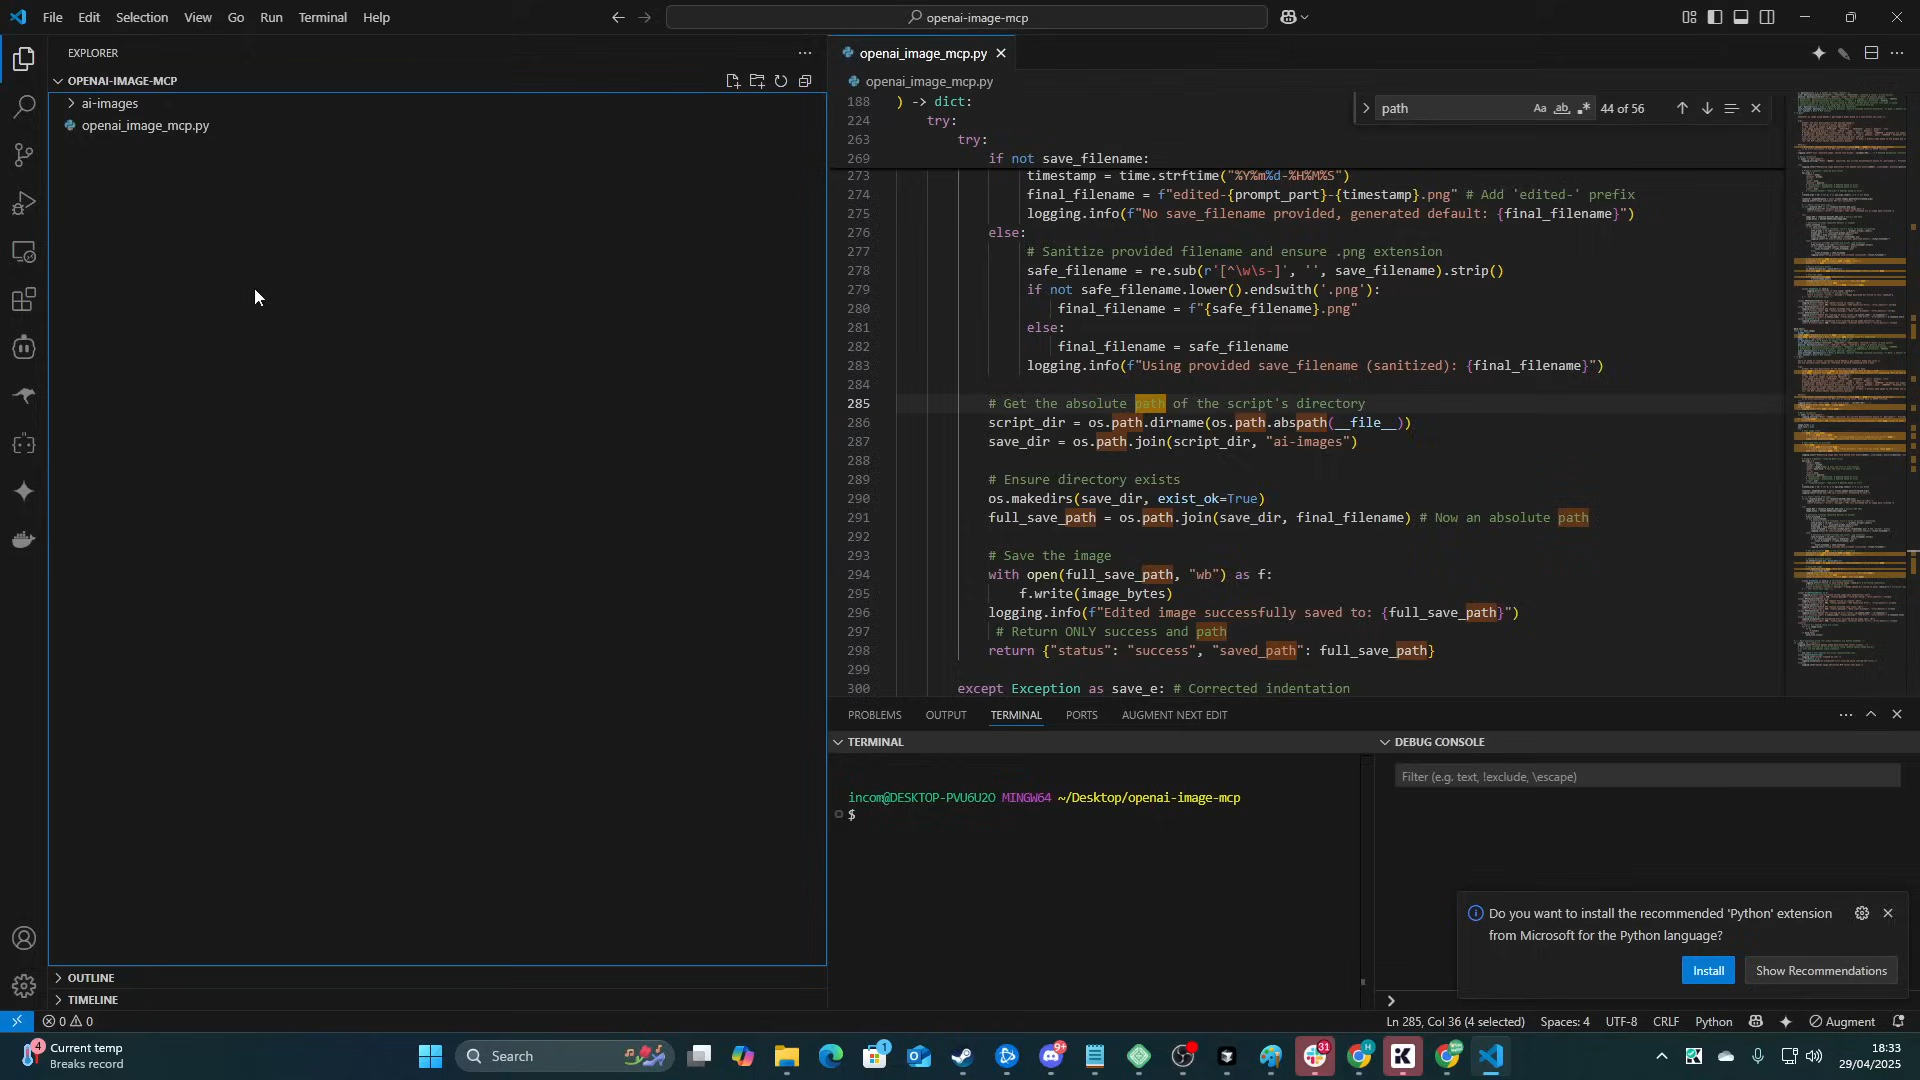 File Edit Selection View Go Run Terminal Help
openai-image-mcp
EXPLORER
OPENAI-IMAGE-MCP
ai-images
openai_image_mcp.py
OUTLINE
TIMELINE
openai_image_mcp.py
openai_image_mcp.py
path
Aa ab 44 of 56
188 ) -> dict:
224 try:
263 try:
269 if not save_filename:
273 timestamp = time.strftime("%Y%m%d-%H%M%S")
274 final_filename = f"edited-{prompt_part}-{timestamp}.png" # Add 'edited-' prefix
275 logging.info(f"No save_filename provided, generated default: {final_filename}")
276 else:
277 # Sanitize provided filename and ensure .png extension
278 safe_filename = re.sub(r'[^\w\s-]', '', save_filename).strip()
279 if not safe_filename.lower().endswith('.png'):
280 final_filename = f"{safe_filename}.png"
281 else:
282 final_filename = safe_filename
283 logging.info(f"Using provided save_filename (sanitized): {final_filename}")
284
285 # Get the absolute path of the script's directory
286 script_dir = os.path.dirname(os.path.abspath(__file__))
287 save_dir = os.path.join(script_dir, "ai-images")
288
289 # Ensure directory exists
290 os.makedirs(save_dir, exist_ok=True)
291 full_save_path = os.path.join(save_dir, final_filename) # Now an absolute path
292
293 # Save the image
294 with open(full_save_path, "wb") as f:
295 f.write(image_bytes)
296 logging.info(f"Edited image successfully saved to: {full_save_path}")
297 # Return ONLY success and path
298 return {"status": "success", "saved_path": full_save_path}
299
300 except Exception as save_e: # Corrected indentation
PROBLEMS OUTPUT TERMINAL PORTS AUGMENT NEXT EDIT
TERMINAL
incom@DESKTOP-PVU6U2O MINGW64 ~/Desktop/openai-image-mcp
$
DEBUG CONSOLE
Filter (e.g. text, !exclude, \escape)
Do you want to install the recommended 'Python' extension
from Microsoft for the Python language?
Install Show Recommendations
0 0
Ln 285, Col 36 (4 selected) Spaces: 4 UTF-8 CRLF Python Augment
4
Current temp
Breaks record
Search
1
9+
31
H
18:33
29/04/2025